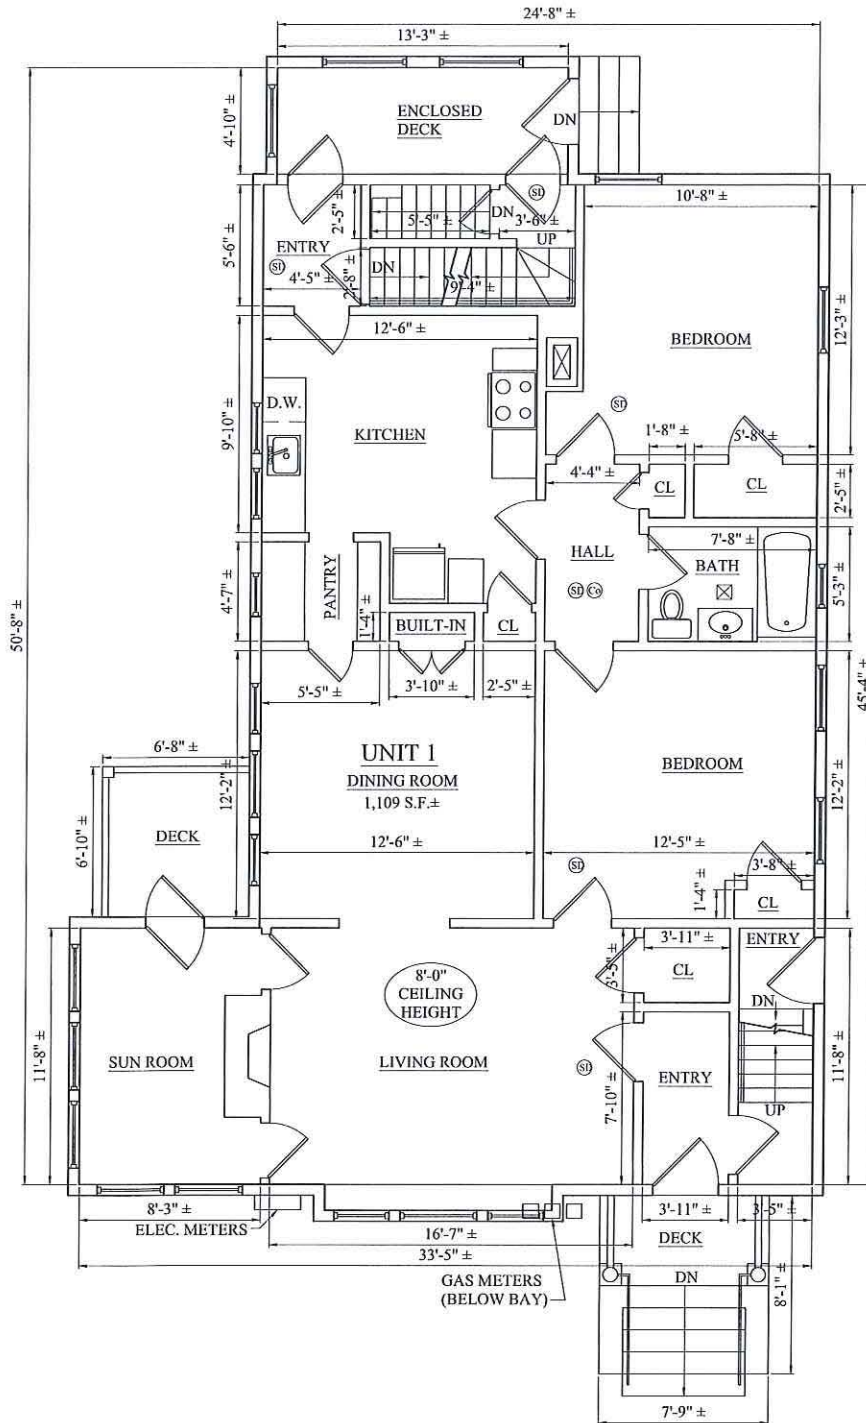 24'-8" ±
13'-3" ±
ENCLOSED
DECK
DN
4'-10" ±
50'-8" ±
SD
10'-8" ±
2'-5" ±
5'-5" ±
DN
3'-6" ±
UP
5'-6" ±
ENTRY
SD
4'-5" ±
2'-8" ±
DN
9'-4" ±
12'-3" ±
12'-6" ±
BEDROOM
D.W.
KITCHEN
9'-10" ±
SD
1'-8" ±
5'-8" ±
4'-4" ±
CL
CL
2'-5" ±
7'-8" ±
HALL
BATH
SD Co
5'-3" ±
4'-7" ±
PANTRY
1'-4" ±
BUILT-IN
CL
5'-5" ±
3'-10" ±
2'-5" ±
45'-4" ±
6'-8" ±
UNIT 1
DINING ROOM
1,109 S.F.±
BEDROOM
12'-2" ±
12'-2" ±
6'-10" ±
DECK
12'-6" ±
12'-5" ±
SD
3'-8" ±
1'-4" ±
CL
3'-11" ±
ENTRY
3'-5" ±
CL
8'-0"
CEILING
HEIGHT
DN
11'-8" ±
SUN ROOM
LIVING ROOM
SD
7'-10" ±
ENTRY
11'-8" ±
UP
8'-3" ±
ELEC. METERS
16'-7" ±
33'-5" ±
3'-11" ±
3'-5" ±
DECK
GAS METERS
(BELOW BAY)
DN
8'-1" ±
7'-9" ±